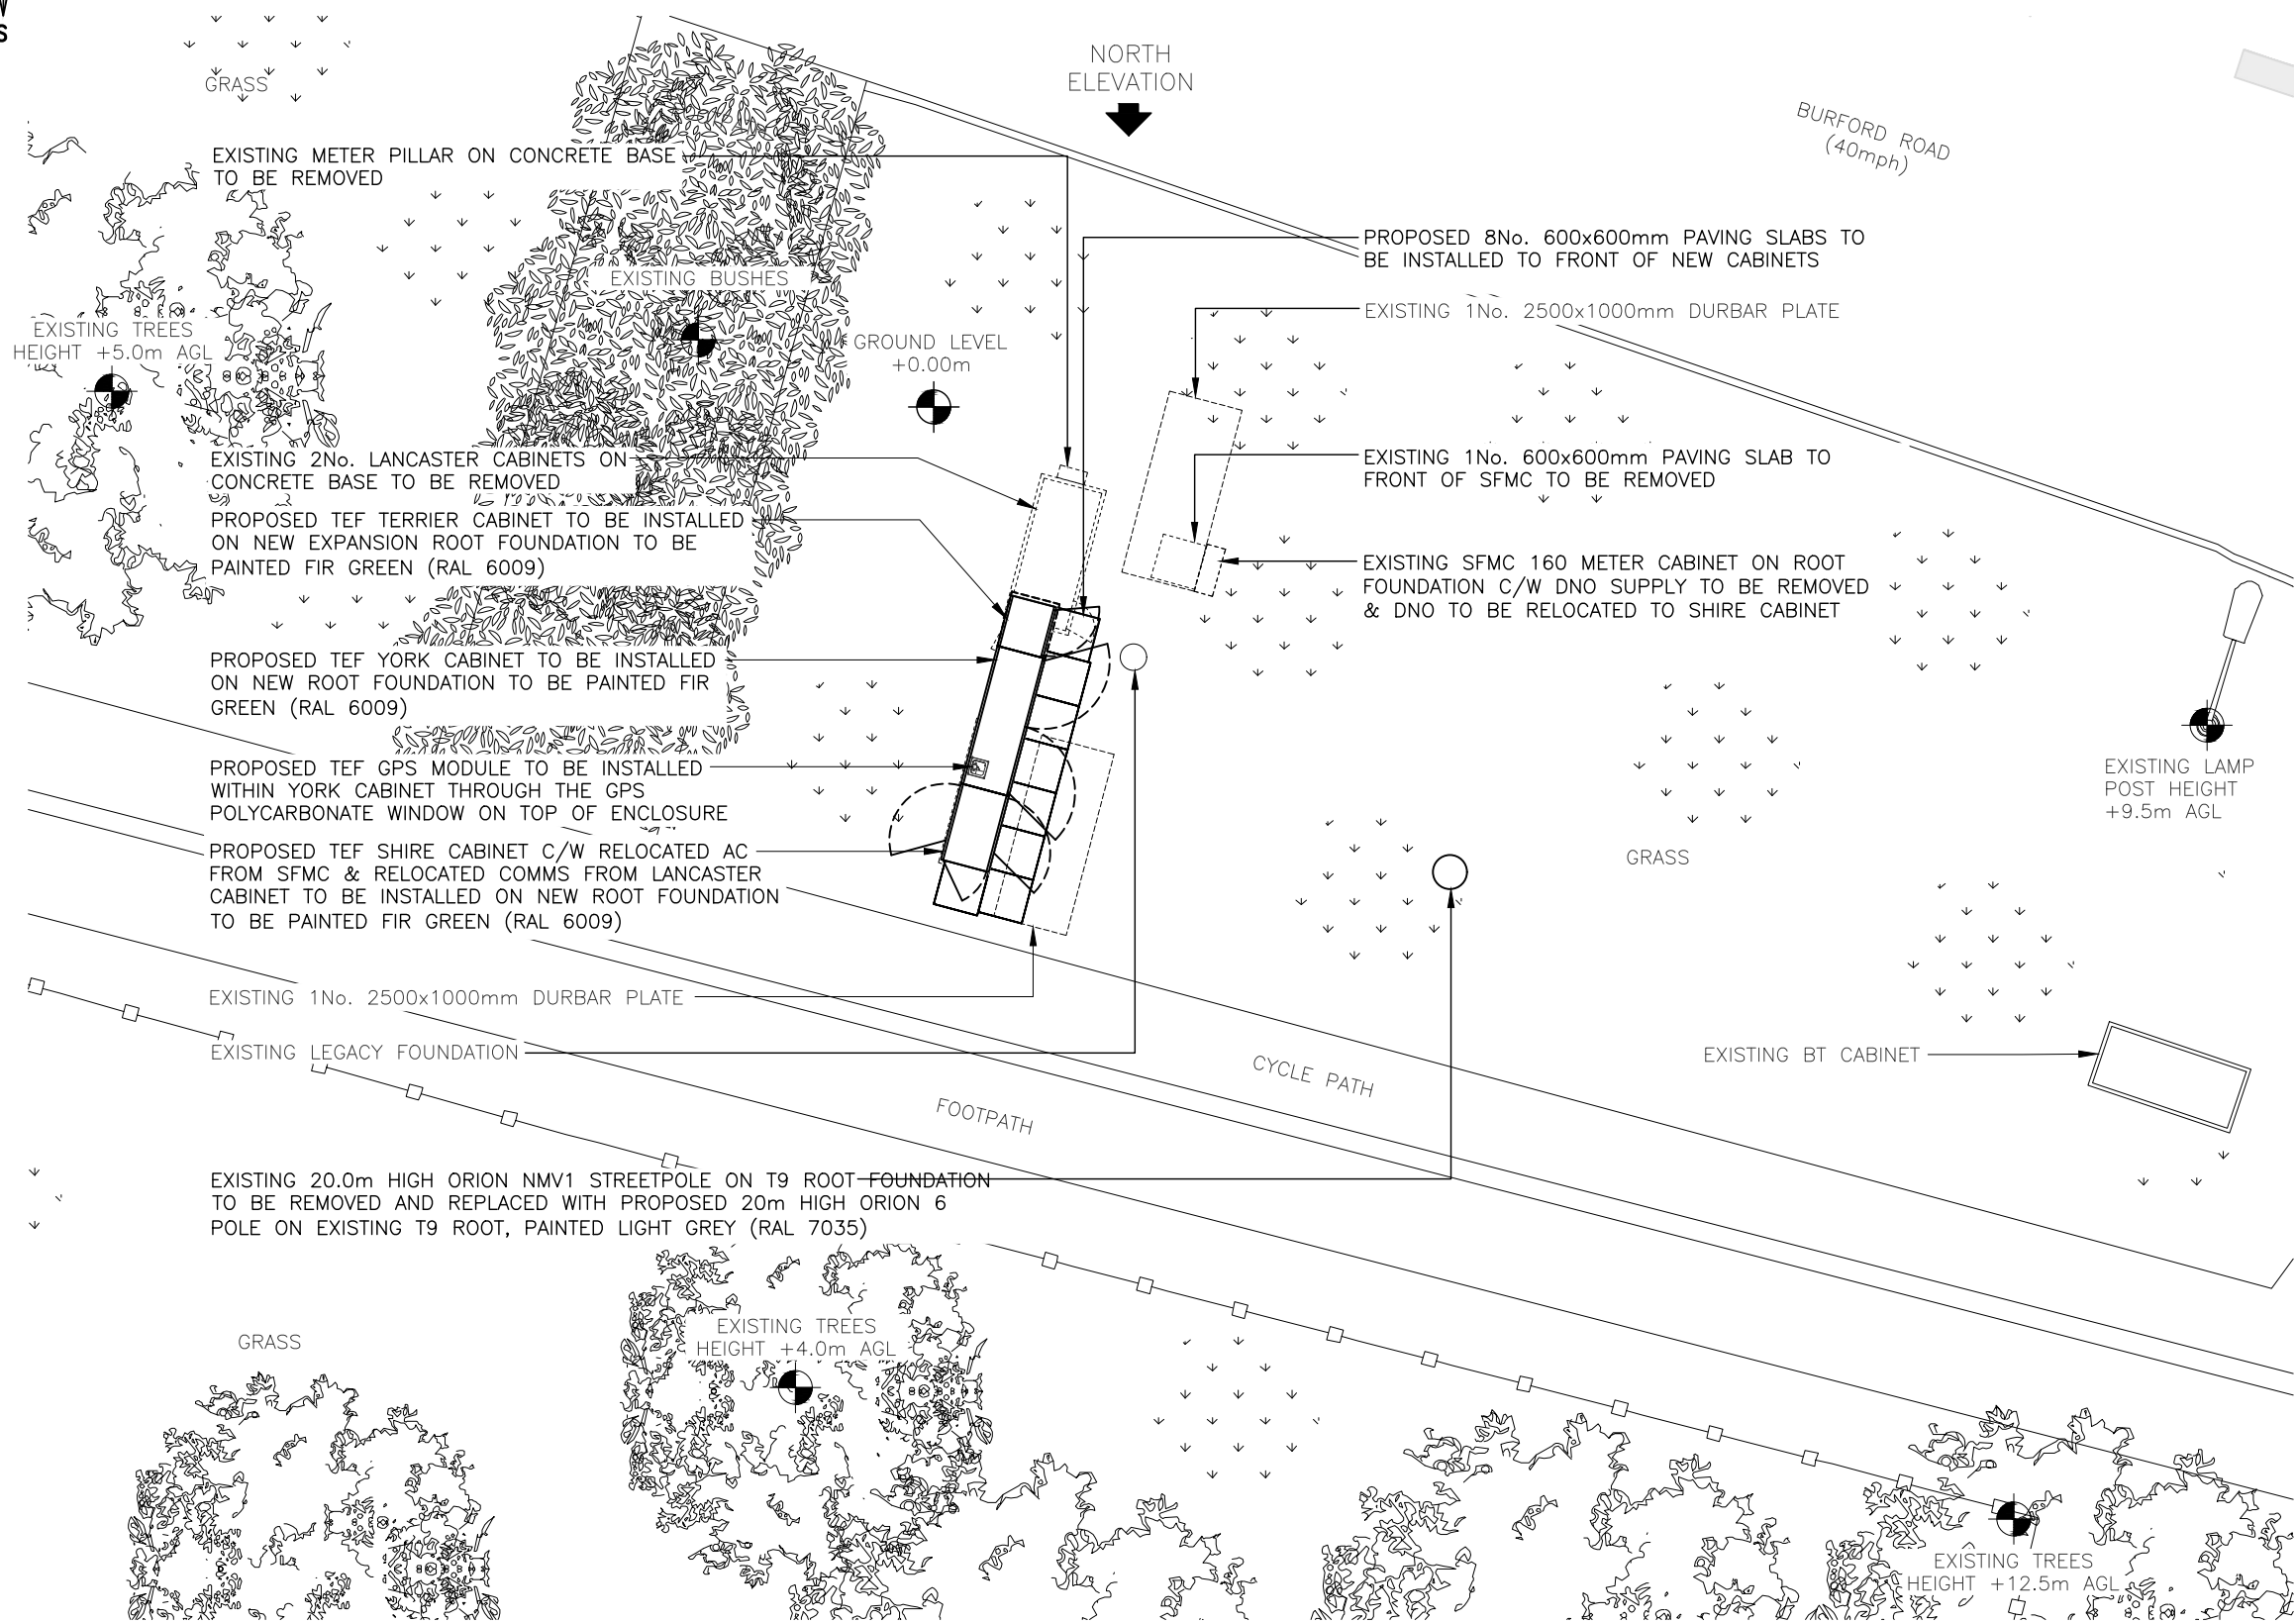 GRASS
NORTH
ELEVATION
BURFORD ROAD
(40mph)
EXISTING METER PILLAR ON CONCRETE BASE
TO BE REMOVED
PROPOSED 8No. 600x600mm PAVING SLABS TO
BE INSTALLED TO FRONT OF NEW CABINETS
EXISTING BUSHES
EXISTING 1No. 2500x1000mm DURBAR PLATE
EXISTING TREES
HEIGHT +5.0m AGL
GROUND LEVEL
+0.00m
EXISTING 2No. LANCASTER CABINETS ON
CONCRETE BASE TO BE REMOVED
EXISTING 1No. 600x600mm PAVING SLAB TO
FRONT OF SFMC TO BE REMOVED
PROPOSED TEF TERRIER CABINET TO BE INSTALLED
ON NEW EXPANSION ROOT FOUNDATION TO BE
PAINTED FIR GREEN (RAL 6009)
EXISTING SFMC 160 METER CABINET ON ROOT
FOUNDATION C/W DNO SUPPLY TO BE REMOVED
& DNO TO BE RELOCATED TO SHIRE CABINET
PROPOSED TEF YORK CABINET TO BE INSTALLED
ON NEW ROOT FOUNDATION TO BE PAINTED FIR
GREEN (RAL 6009)
PROPOSED TEF GPS MODULE TO BE INSTALLED
WITHIN YORK CABINET THROUGH THE GPS
POLYCARBONATE WINDOW ON TOP OF ENCLOSURE
EXISTING LAMP
POST HEIGHT
+9.5m AGL
PROPOSED TEF SHIRE CABINET C/W RELOCATED AC
FROM SFMC & RELOCATED COMMS FROM LANCASTER
CABINET TO BE INSTALLED ON NEW ROOT FOUNDATION
TO BE PAINTED FIR GREEN (RAL 6009)
GRASS
EXISTING 1No. 2500x1000mm DURBAR PLATE
EXISTING LEGACY FOUNDATION
EXISTING BT CABINET
CYCLE PATH
FOOTPATH
EXISTING 20.0m HIGH ORION NMV1 STREETPOLE ON T9 ROOT FOUNDATION
TO BE REMOVED AND REPLACED WITH PROPOSED 20m HIGH ORION 6
POLE ON EXISTING T9 ROOT, PAINTED LIGHT GREY (RAL 7035)
GRASS
EXISTING TREES
HEIGHT +4.0m AGL
EXISTING TREES
HEIGHT +12.5m AGL